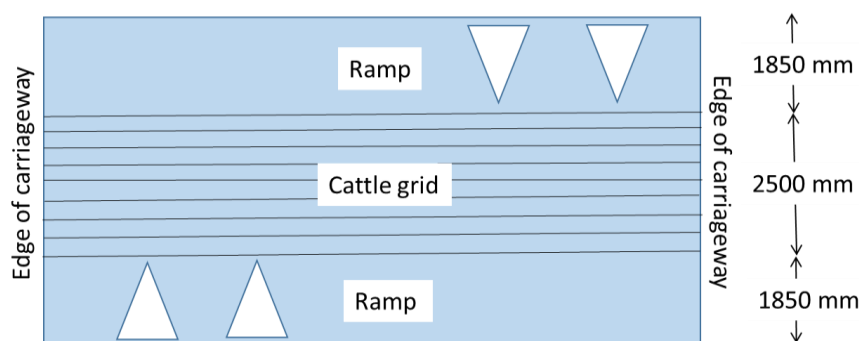 Ramp
1850 mm
Edge of carriageway
Edge of carriageway
Cattle grid
2500 mm
Ramp
1850 mm